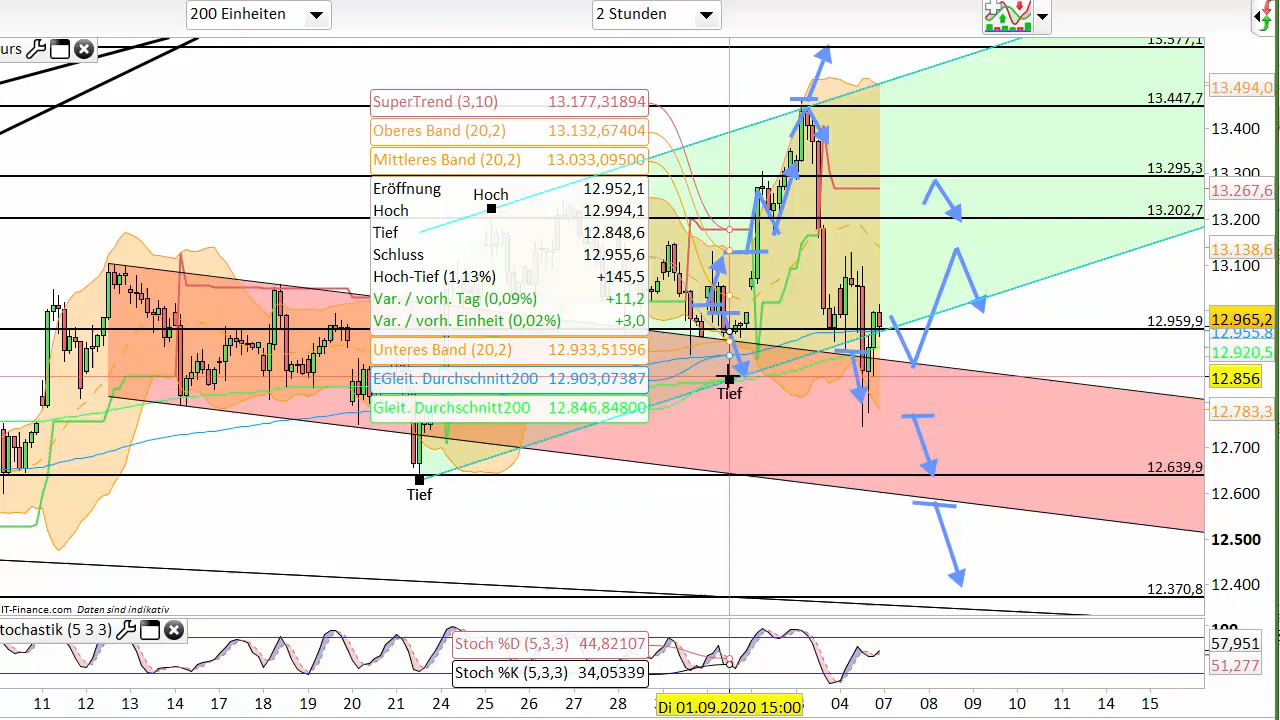 200 Einheiten
2 Stunden
urs
SuperTrend (3,10) 13.177,31894
Oberes Band (20,2) 13.132,67404
Mittleres Band (20,2) 13.033,09500
Eröffnung 12.952,1
Hoch 12.994,1
Tief 12.848,6
Schluss 12.955,6
Hoch-Tief (1,13%) +145,5
Var. / vorh. Tag (0,09%) +11,2
Var. / vorh. Einheit (0,02%) +3,0
Unteres Band (20,2) 12.933,51596
EGleit. Durchschnitt200 12.903,07387
Gleit. Durchschnitt200 12.846,84800
Hoch
Tief
Tief
13.577,1
13.447,7
13.295,3
13.202,7
12.959,9
12.639,9
12.370,8
13.494,0
13.400
13.300
13.267,6
13.200
13.138,6
13.100
12.965,2
12.955,8
12.920,5
12.856
12.783,3
12.700
12.600
12.500
12.400
IT-Finance.com Daten sind indikativ
tochastik (5 3 3)
Stoch %D (5,3,3) 44,82107
Stoch %K (5,3,3) 34,05339
100
57,951
51,277
11 12 13 14 17 18 19 20 21 24 25 26 27 28 Di 01.09.2020 15:00 04 07 08 09 10 11 14 15